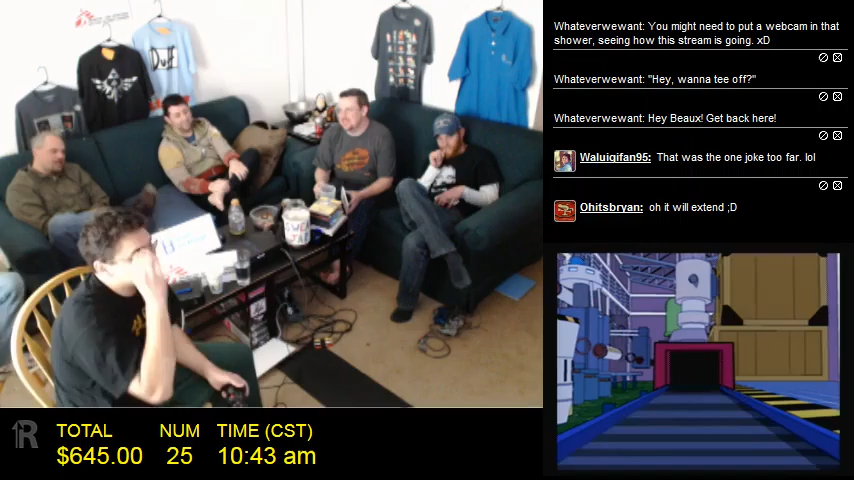 Whateverwewant: You might need to put a webcam in that
shower, seeing how this stream is going. xD
Whateverwewant: "Hey, wanna tee off?"
Whateverwewant: Hey Beaux! Get back here!
Waluigifan95: That was the one joke too far. lol
Ohitsbryan: oh it will extend ;D
Duff
TOTAL
NUM
TIME (CST)
$645.00
25
10:43 am
R